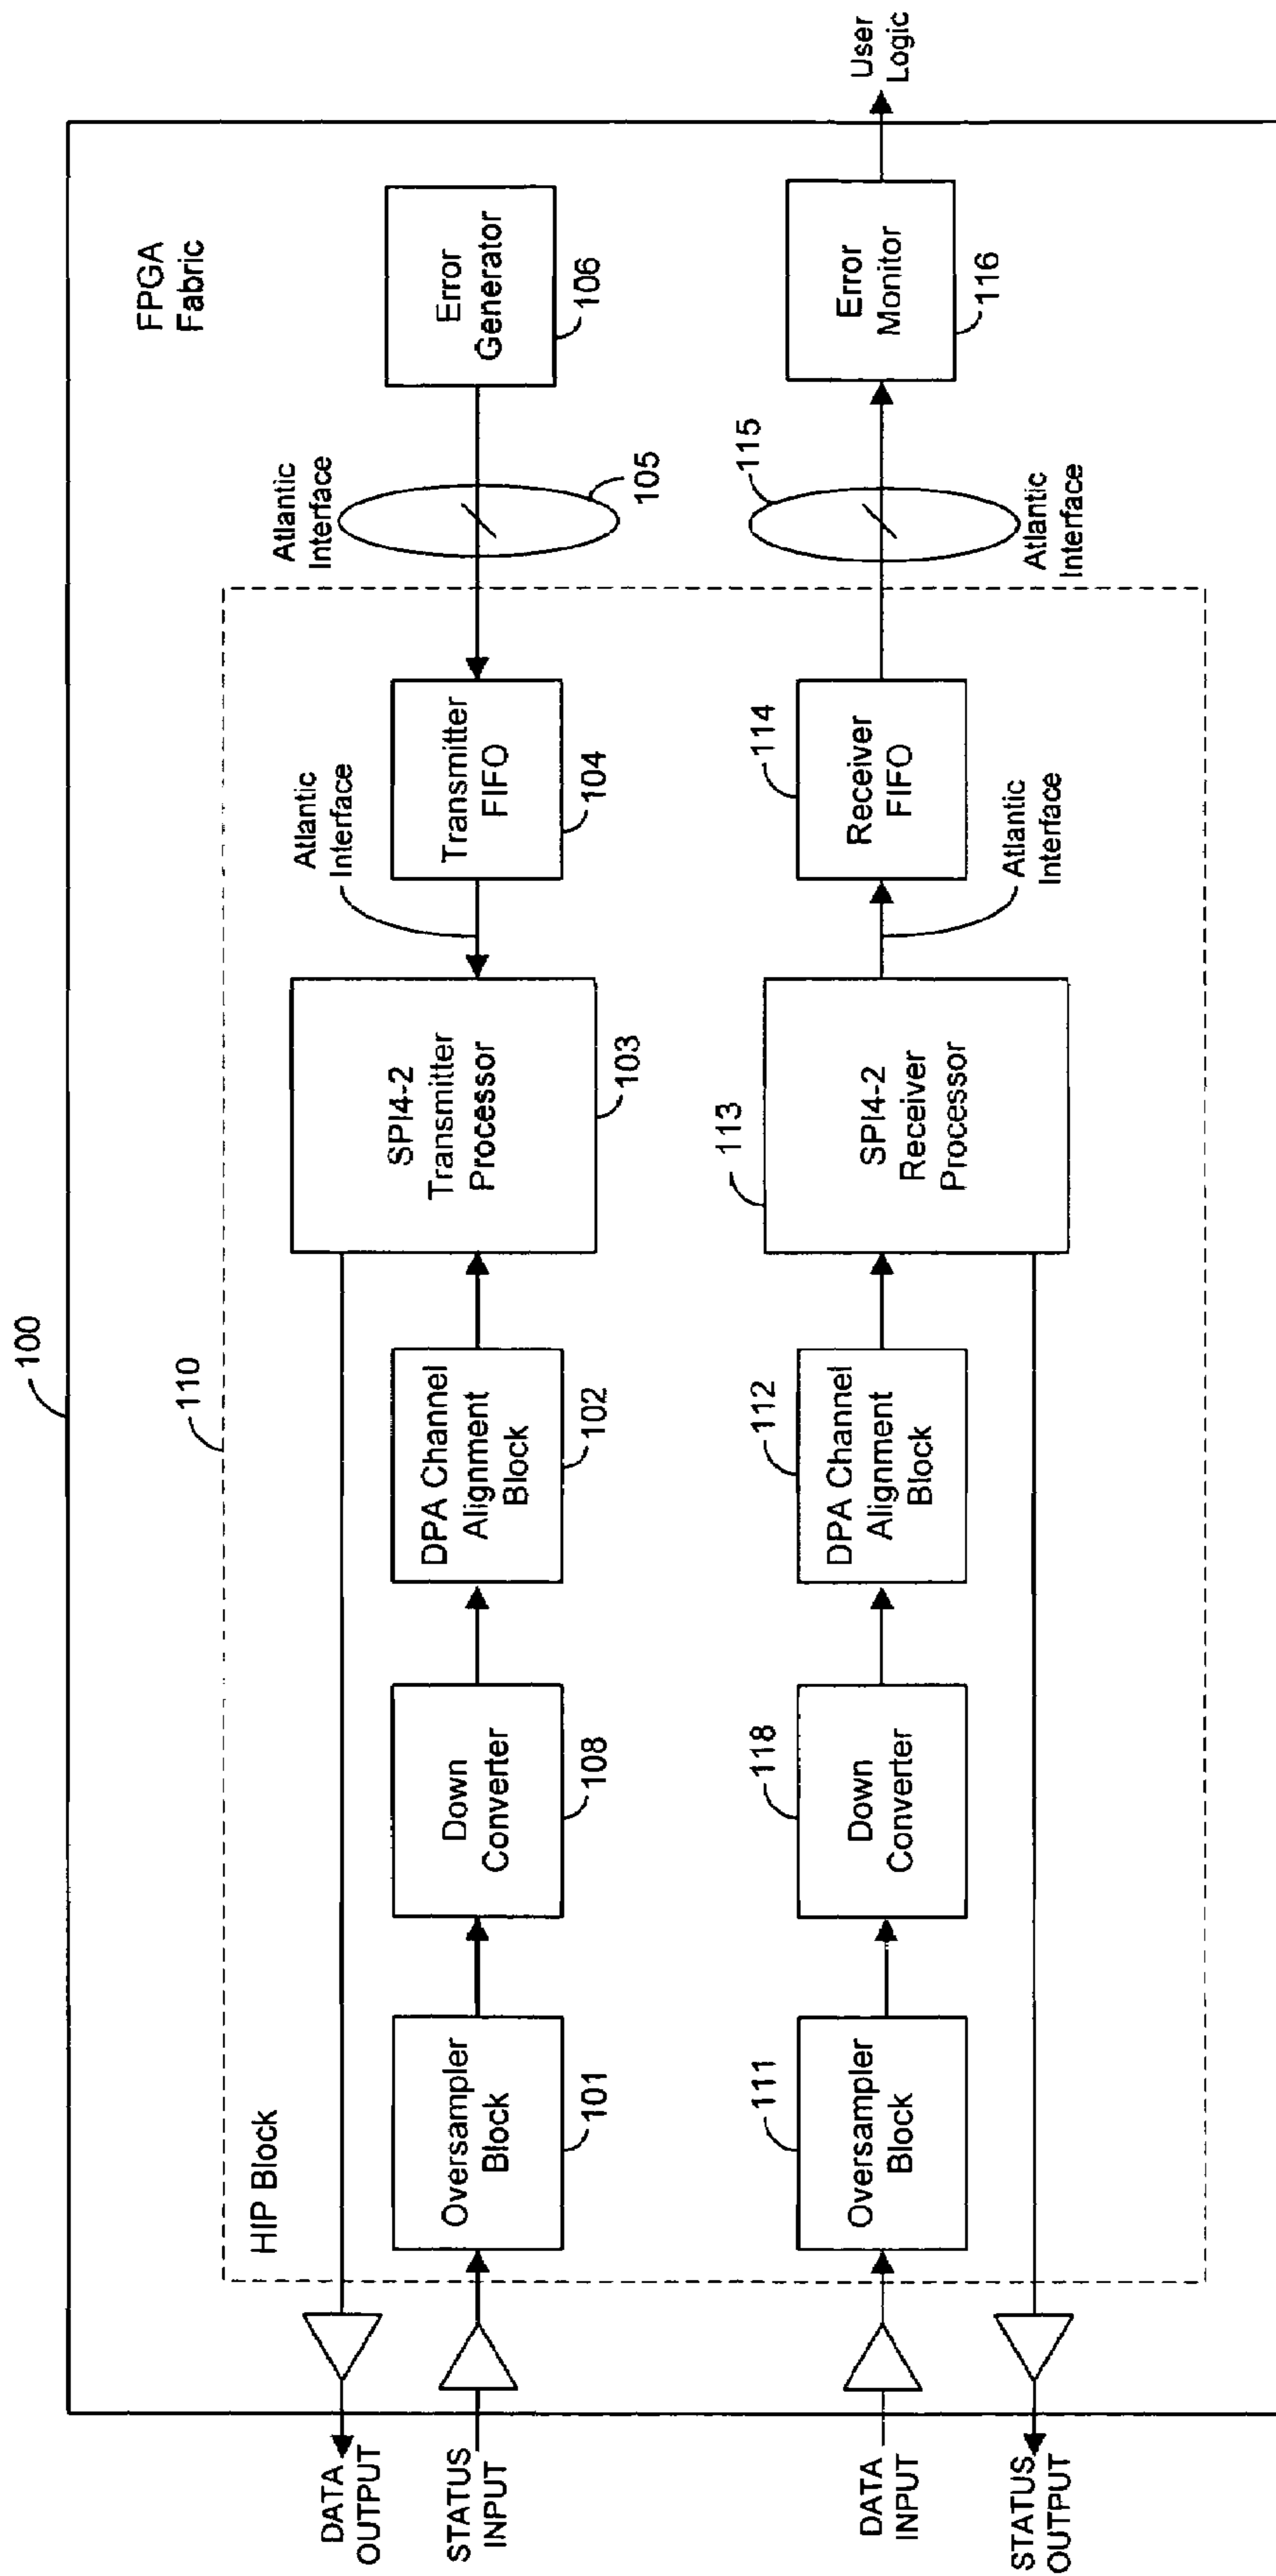 100
FPGA
Fabric
110
HIP Block
DATA
OUTPUT
STATUS
INPUT
Oversampler
Block
101
Down
Converter
108
DPA Channel
Alignment
Block
102
SPI4-2
Transmitter
Processor
103
Atlantic
Interface
Transmitter
FIFO
104
Atlantic
Interface
105
Error
Generator
106
DATA
INPUT
STATUS
OUTPUT
111
Oversampler
Block
118
Down
Converter
112
DPA Channel
Alignment
Block
113
SPI4-2
Receiver
Processor
Atlantic
Interface
114
Receiver
FIFO
115
Atlantic
Interface
Error
Monitor
116
User
Logic